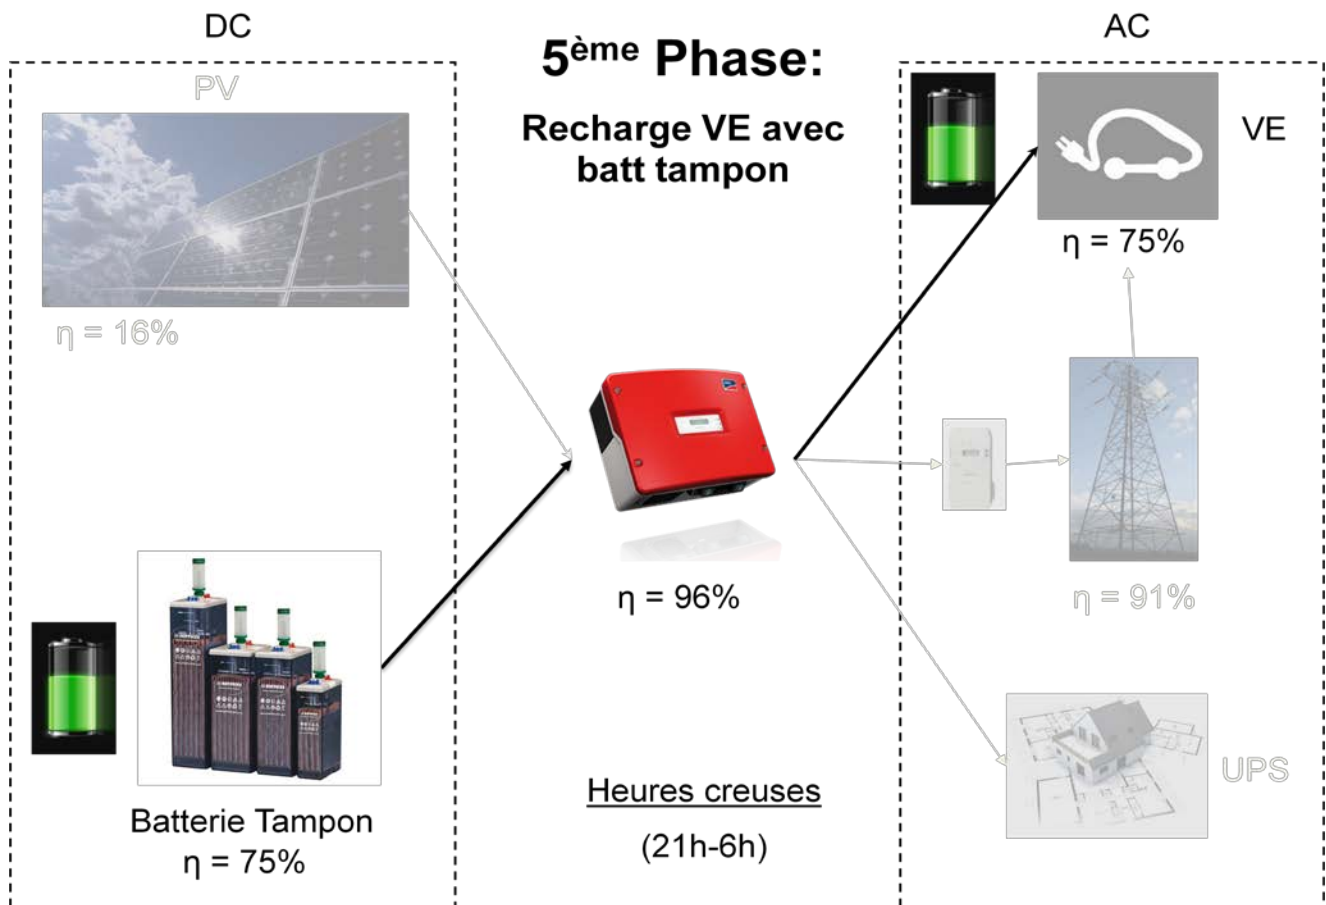 DC
5ème Phase:
AC
PV
Recharge VE avec
batt tampon
VE
η = 75%
η = 16%
η = 96%
η = 91%
Batterie Tampon
η = 75%
Heures creuses
(21h-6h)
UPS